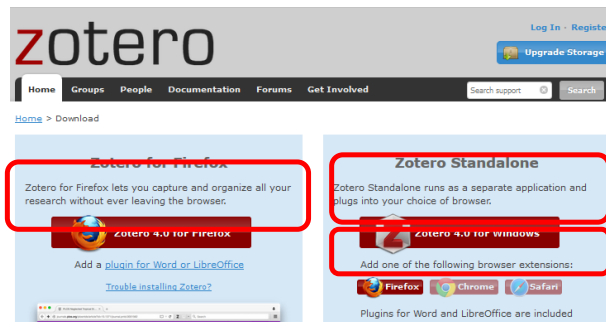 zotero
Log In - Registe
Upgrade Storage
Home Groups People Documentation Forums Get Involved
Search support Search
Home > Download
Zotero for Firefox
Zotero for Firefox lets you capture and organize all your
research without ever leaving the browser.
Zotero 4.0 for Firefox
Add a plugin for Word or LibreOffice
Trouble installing Zotero?
Zotero Standalone
Zotero Standalone runs as a separate application and
plugs into your choice of browser.
Zotero 4.0 for Windows
Add one of the following browser extensions:
Firefox Chrome Safari
Plugins for Word and LibreOffice are included